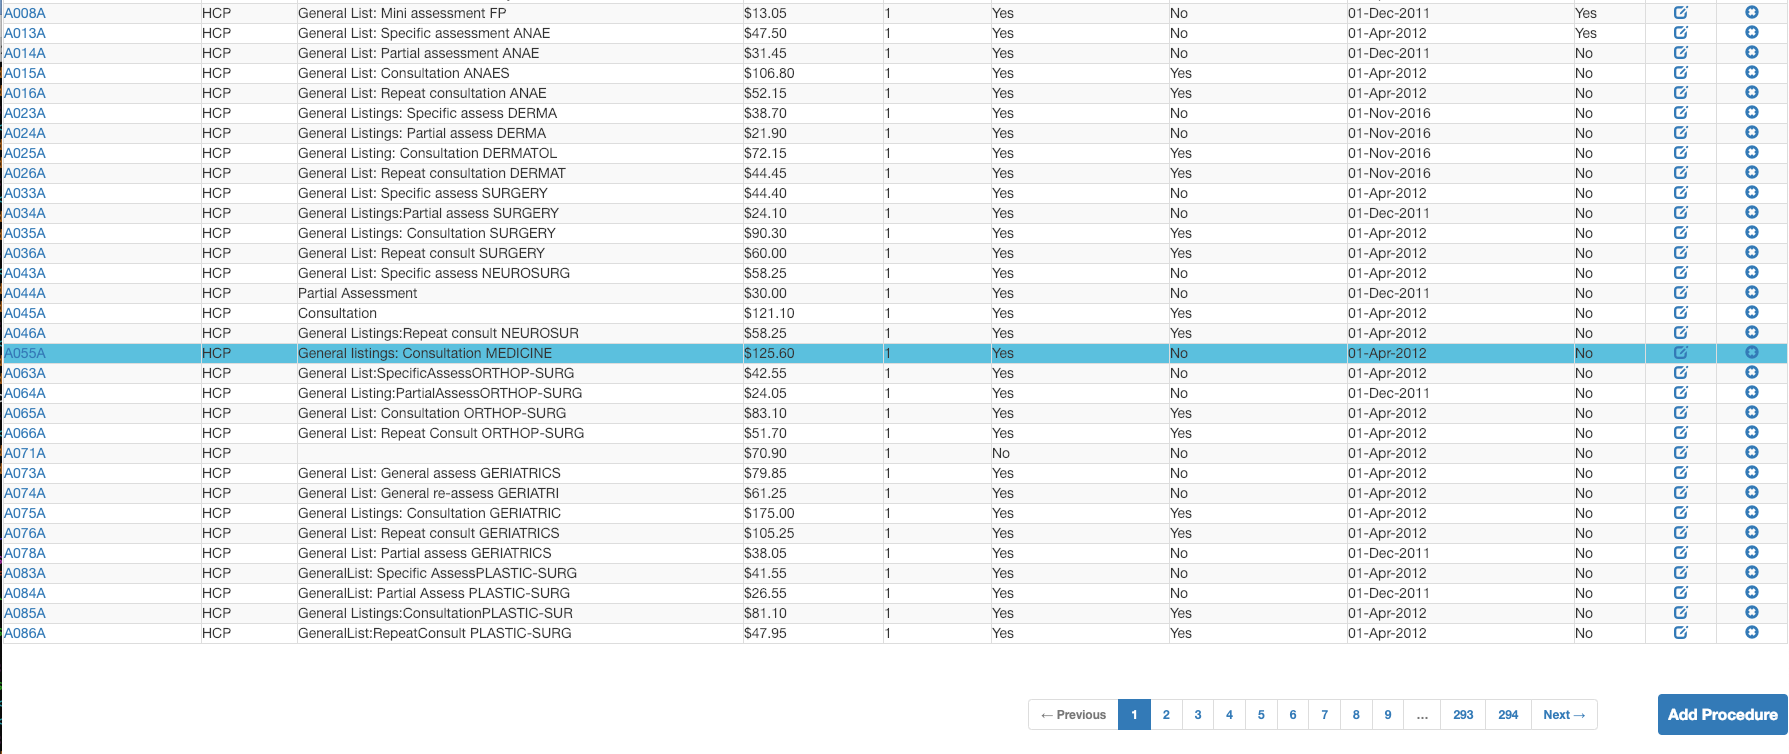 A008A HCP General List: Mini assessment FP $13.05 1 Yes No 01-Dec-2011 Yes
A013A HCP General List: Specific assessment ANAE $47.50 1 Yes No 01-Apr-2012 Yes
A014A HCP General List: Partial assessment ANAE $31.45 1 Yes No 01-Dec-2011 No
A015A HCP General List: Consultation ANAES $106.80 1 Yes Yes 01-Apr-2012 No
A016A HCP General List: Repeat consultation ANAE $52.15 1 Yes Yes 01-Apr-2012 No
A023A HCP General Listings: Specific assess DERMA $38.70 1 Yes No 01-Nov-2016 No
A024A HCP General Listings: Partial assess DERMA $21.90 1 Yes No 01-Nov-2016 No
A025A HCP General Listing: Consultation DERMATOL $72.15 1 Yes Yes 01-Nov-2016 No
A026A HCP General List: Repeat consultation DERMAT $44.45 1 Yes Yes 01-Nov-2016 No
A033A HCP General List: Specific assess SURGERY $44.40 1 Yes No 01-Apr-2012 No
A034A HCP General Listings:Partial assess SURGERY $24.10 1 Yes No 01-Dec-2011 No
A035A HCP General Listings: Consultation SURGERY $90.30 1 Yes Yes 01-Apr-2012 No
A036A HCP General List: Repeat consult SURGERY $60.00 1 Yes Yes 01-Apr-2012 No
A043A HCP General List: Specific assess NEUROSURG $58.25 1 Yes No 01-Apr-2012 No
A044A HCP Partial Assessment $30.00 1 Yes No 01-Dec-2011 No
A045A HCP Consultation $121.10 1 Yes Yes 01-Apr-2012 No
A046A HCP General Listings:Repeat consult NEUROSUR $58.25 1 Yes Yes 01-Apr-2012 No
A055A HCP General listings: Consultation MEDICINE $125.60 1 Yes No 01-Apr-2012 No
A063A HCP General List:SpecificAssessORTHOP-SURG $42.55 1 Yes No 01-Apr-2012 No
A064A HCP General Listing:PartialAssessORTHOP-SURG $24.05 1 Yes No 01-Dec-2011 No
A065A HCP General List: Consultation ORTHOP-SURG $83.10 1 Yes Yes 01-Apr-2012 No
A066A HCP General List: Repeat Consult ORTHOP-SURG $51.70 1 Yes Yes 01-Apr-2012 No
A071A HCP $70.90 1 No No 01-Apr-2012 No
A073A HCP General List: General assess GERIATRICS $79.85 1 Yes No 01-Apr-2012 No
A074A HCP General List: General re-assess GERIATRI $61.25 1 Yes No 01-Apr-2012 No
A075A HCP General Listings: Consultation GERIATRIC $175.00 1 Yes Yes 01-Apr-2012 No
A076A HCP General List: Repeat consult GERIATRICS $105.25 1 Yes Yes 01-Apr-2012 No
A078A HCP General List: Partial assess GERIATRICS $38.05 1 Yes No 01-Dec-2011 No
A083A HCP GeneralList: Specific AssessPLASTIC-SURG $41.55 1 Yes No 01-Apr-2012 No
A084A HCP GeneralList: Partial Assess PLASTIC-SURG $26.55 1 Yes No 01-Dec-2011 No
A085A HCP General Listings:ConsultationPLASTIC-SUR $81.10 1 Yes Yes 01-Apr-2012 No
A086A HCP GeneralList:RepeatConsult PLASTIC-SURG $47.95 1 Yes Yes 01-Apr-2012 No
← Previous 1 2 3 4 5 6 7 8 9 ... 293 294 Next → Add Procedure